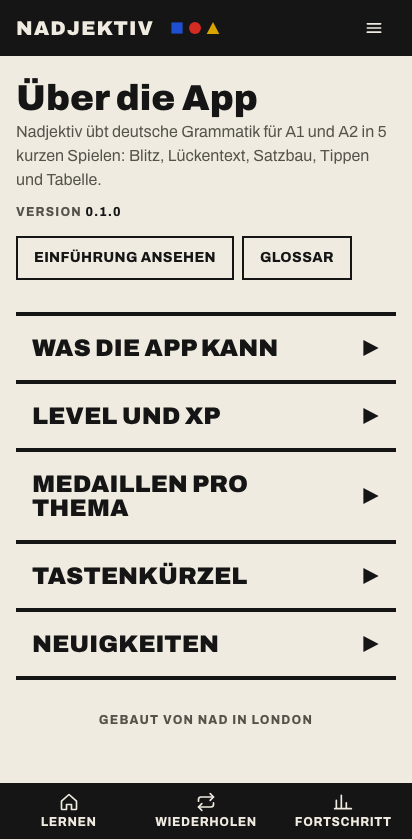 NADJEKTIV
Über die App
Nadjektiv übt deutsche Grammatik für A1 und A2 in 5
kurzen Spielen: Blitz, Lückentext, Satzbau, Tippen
und Tabelle.
VERSION 0.1.0
EINFÜHRUNG ANSEHEN
GLOSSAR
WAS DIE APP KANN
LEVEL UND XP
MEDAILLEN PRO
THEMA
TASTENKÜRZEL
NEUIGKEITEN
GEBAUT VON NAD IN LONDON
LERNEN
WIEDERHOLEN
FORTSCHRITT